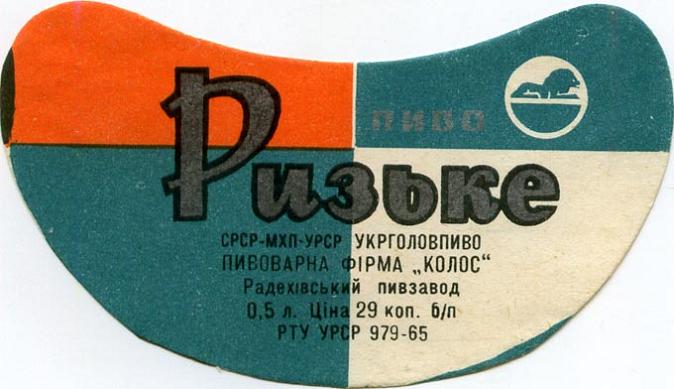 пиво
Ризьке
СРСР-МХП-УРСР УКРГОЛОВПИВО
ПИВОВАРНА ФІРМА „КОЛОС“
Радехівський пивзавод
0,5 л. Ціна 29 коп. б/п
РТУ УРСР 979-65